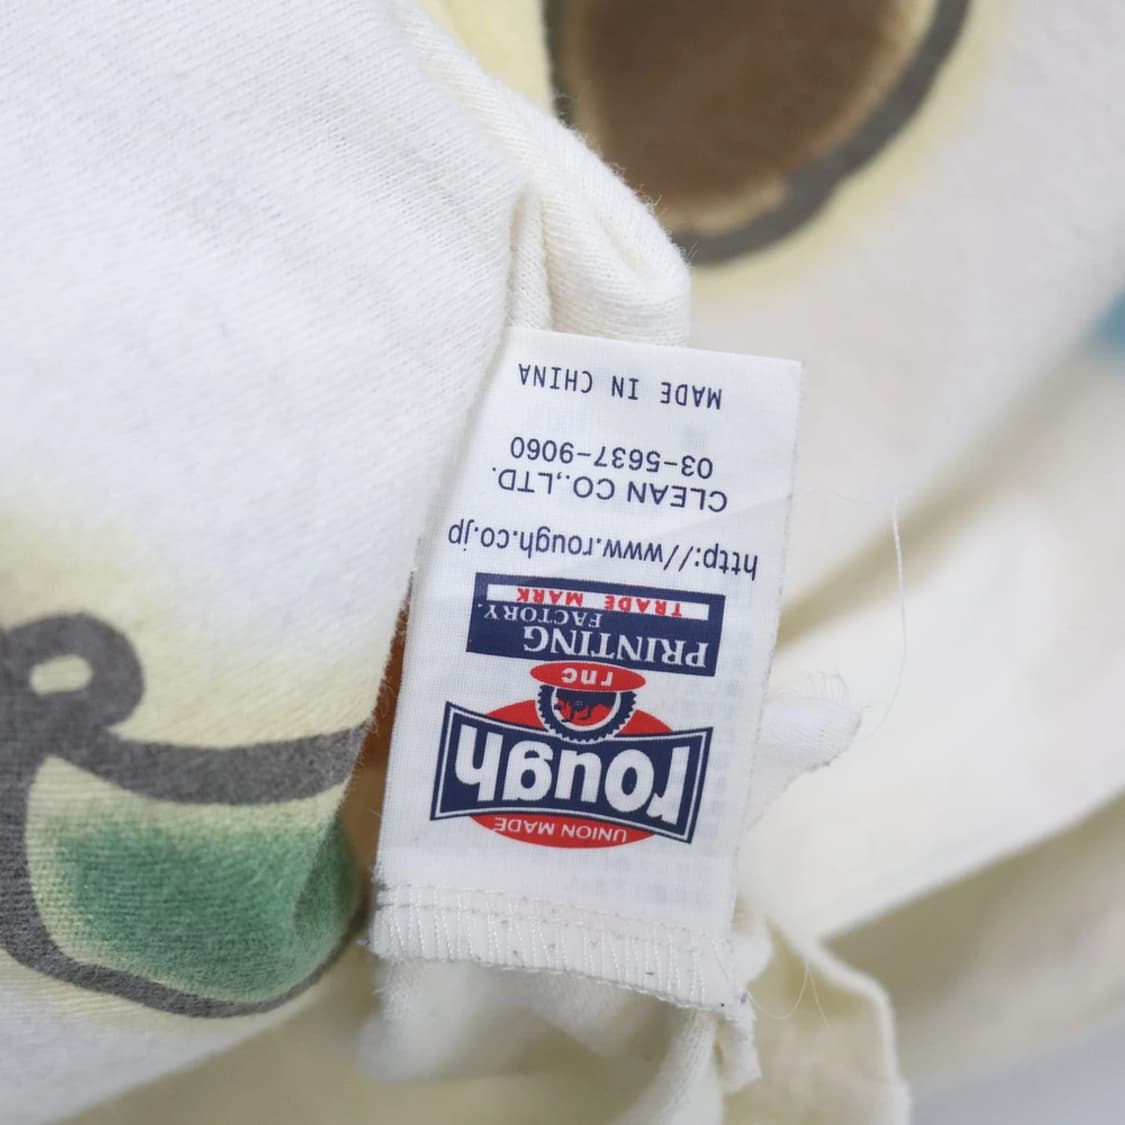 UNION MADE
rough
rnc
PRINTING
FACTORY.
TRADE MARK
http://www.rough.co.jp
CLEAN CO.,LTD.
03-5637-9060
MADE IN CHINA